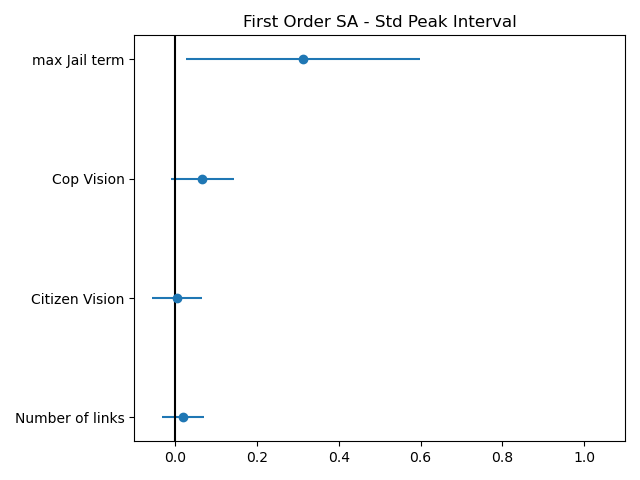 First Order SA - Std Peak Interval
max Jail term
Cop Vision
Citizen Vision
Number of links
0.0 0.2 0.4 0.6 0.8 1.0